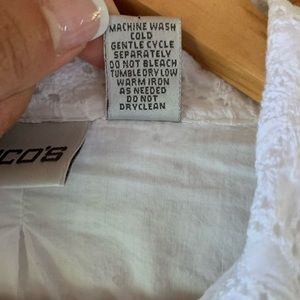 MACHINE WASH
COLD
GENTLE CYCLE
SEPARATELY
DO NOT BLEACH
TUMBLE DRY LOW
WARM IRON
AS NEEDED
DO NOT
DRYCLEAN